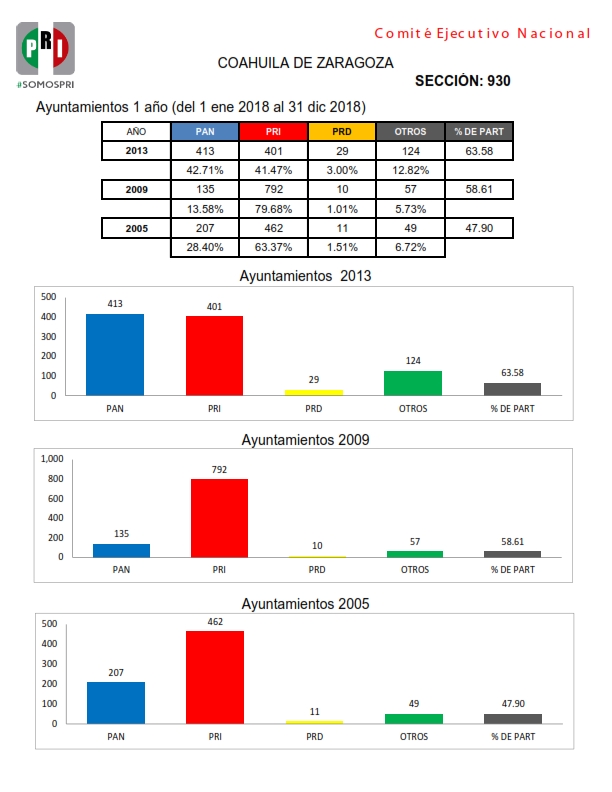 Comité Ejecutivo Nacional
PRI
#SOMOSPRI
COAHUILA DE ZARAGOZA
SECCIÓN: 930
Ayuntamientos 1 año (del 1 ene 2018 al 31 dic 2018)
AÑO PAN PRI PRD OTROS % DE PART
2013 413 401 29 124 63.58
42.71% 41.47% 3.00% 12.82%
2009 135 792 10 57 58.61
13.58% 79.68% 1.01% 5.73%
2005 207 462 11 49 47.90
28.40% 63.37% 1.51% 6.72%
Ayuntamientos 2013
500
400
300
200
100
0
413 401 29 124 63.58
PAN PRI PRD OTROS % DE PART
Ayuntamientos 2009
1,000
800
600
400
200
0
135 792 10 57 58.61
PAN PRI PRD OTROS % DE PART
Ayuntamientos 2005
500
400
300
200
100
0
207 462 11 49 47.90
PAN PRI PRD OTROS % DE PART